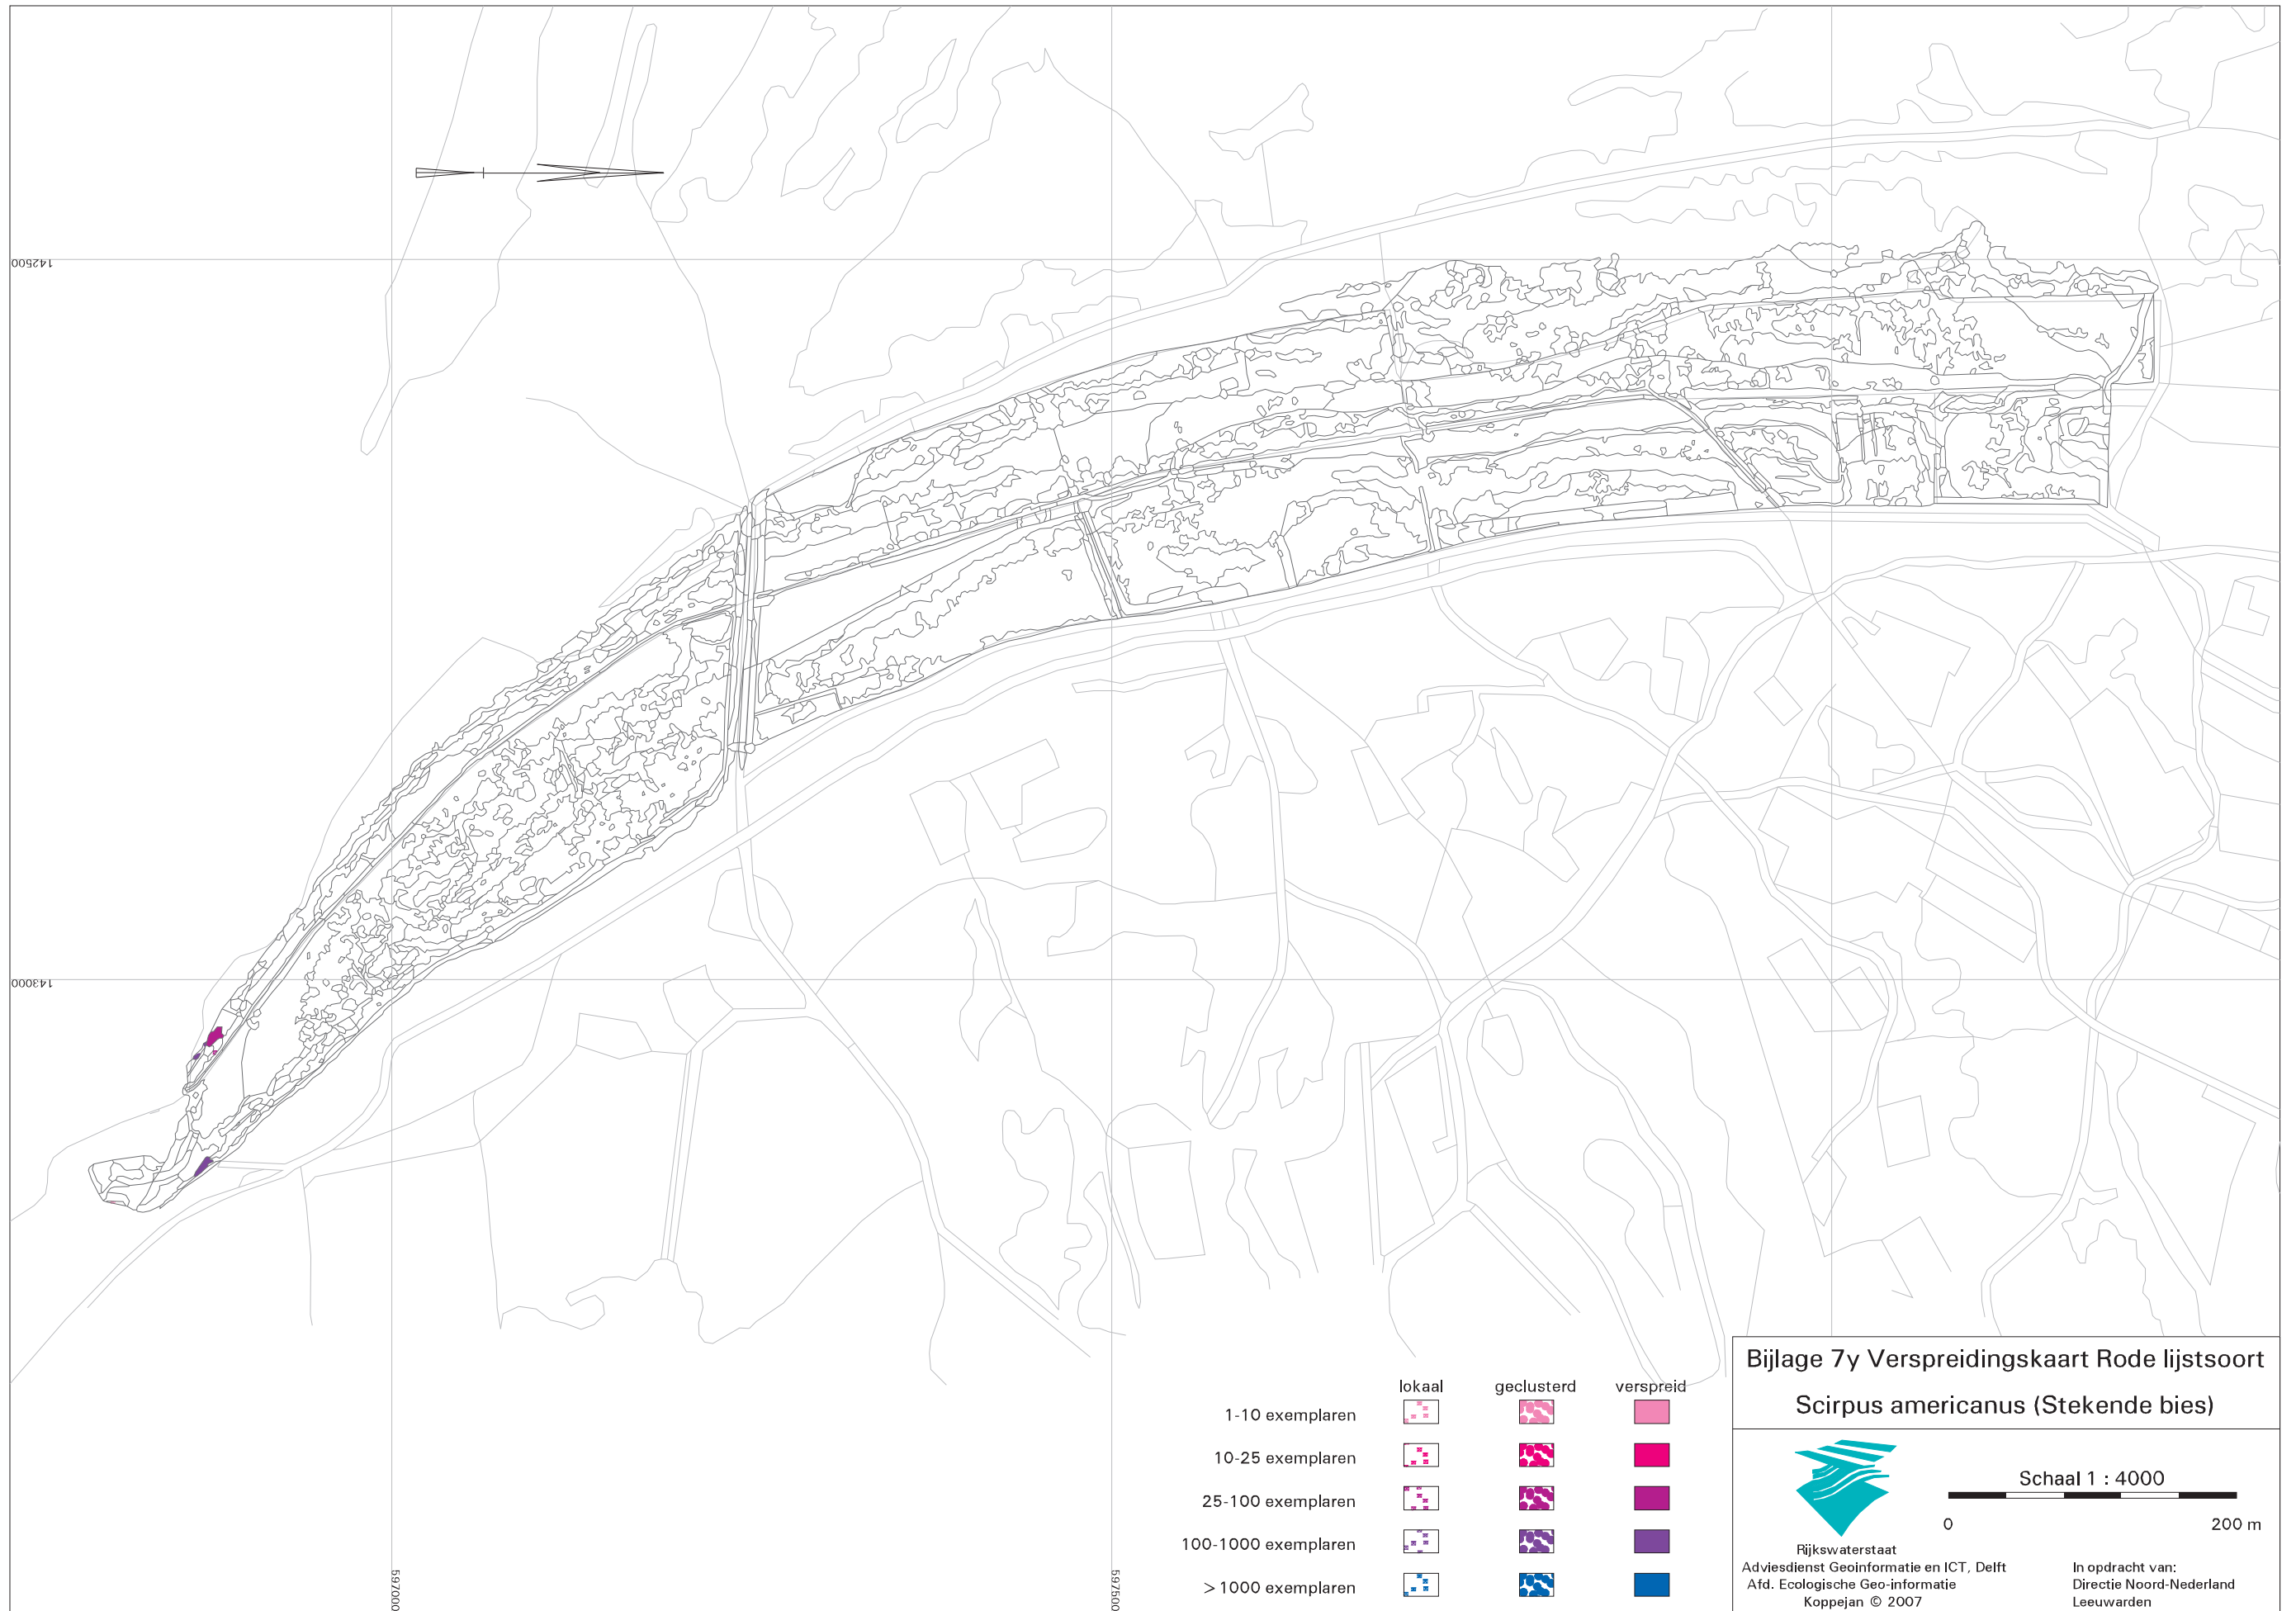 142500
143000
597000
597500
lokaal geclusterd verspreid
1-10 exemplaren
10-25 exemplaren
25-100 exemplaren
100-1000 exemplaren
> 1000 exemplaren
Bijlage 7y Verspreidingskaart Rode lijstsoort
Scirpus americanus (Stekende bies)
Schaal 1 : 4000
0 200 m
Rijkswaterstaat
Adviesdienst Geoinformatie en ICT, Delft
Afd. Ecologische Geo-informatie
Koppejan © 2007
In opdracht van:
Directie Noord-Nederland
Leeuwarden